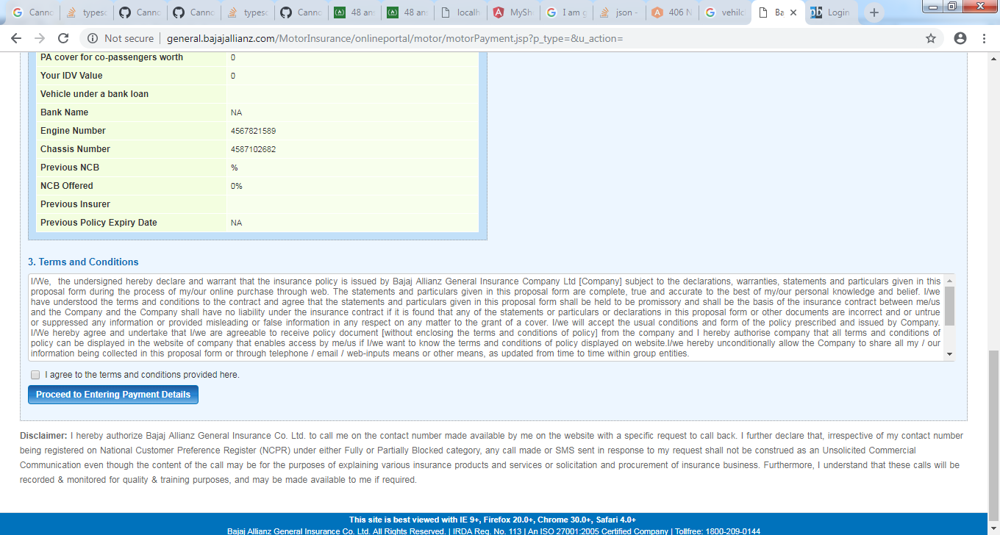 Canno
typesc
Canno
Canno
typesc
Canno
48 ans
48 ans
localh
MySh
I am g
json -
406 N
vehilc
Ba
Login
Not secure
general.bajajallianz.com/MotorInsurance/onlineportal/motor/motorPayment.jsp?p_type=&u_action=
PA cover for co-passengers worth 0
Your IDV Value 0
Vehicle under a bank loan
Bank Name NA
Engine Number 4567821589
Chassis Number 4587102682
Previous NCB %
NCB Offered 0%
Previous Insurer
Previous Policy Expiry Date NA
3. Terms and Conditions
I/We, the undersigned hereby declare and warrant that the insurance policy is issued by Bajaj Allianz General Insurance Company Ltd [Company] subject to the declarations, warranties, statements and particulars given in this
proposal form during the process of my/our online purchase through web. The statements and particulars given in this proposal form are complete, true and accurate to the best of my/our personal knowledge and belief. I/we
have understood the terms and conditions to the contract and agree that the statements and particulars given in this proposal form shall be held to be promissory and shall be the basis of the insurance contract between me/us
and the Company and the Company shall have no liability under the insurance contract if it is found that any of the statements or particulars or declarations in this proposal form or other documents are incorrect and or untrue
or suppressed any information or provided misleading or false information in any respect on any matter to the grant of a cover. I/we will accept the usual conditions and form of the policy prescribed and issued by Company.
I/We hereby agree and undertake that I/we are agreeable to receive policy document [without enclosing the terms and conditions of policy] from the company and I hereby authorise company that all terms and conditions of
policy can be displayed in the website of company that enables access by me/us if I/we want to know the terms and conditions of policy displayed on website.I/we hereby unconditionally allow the Company to share all my / our
information being collected in this proposal form or through telephone / email / web-inputs means or other means, as updated from time to time within group entities.
I agree to the terms and conditions provided here.
Proceed to Entering Payment Details
Disclaimer: I hereby authorize Bajaj Allianz General Insurance Co. Ltd. to call me on the contact number made available by me on the website with a specific request to call back. I further declare that, irrespective of my contact number
being registered on National Customer Preference Register (NCPR) under either Fully or Partially Blocked category, any call made or SMS sent in response to my request shall not be construed as an Unsolicited Commercial
Communication even though the content of the call may be for the purposes of explaining various insurance products and services or solicitation and procurement of insurance business. Furthermore, I understand that these calls will be
recorded & monitored for quality & training purposes, and may be made available to me if required.
This site is best viewed with IE 9+, Firefox 20.0+, Chrome 30.0+, Safari 4.0+
Bajaj Allianz General Insurance Co. Ltd. All Rights Reserved. | IRDA Reg. No. 113 | An ISO 27001:2005 Certified Company | Tollfree: 1800-209-0144